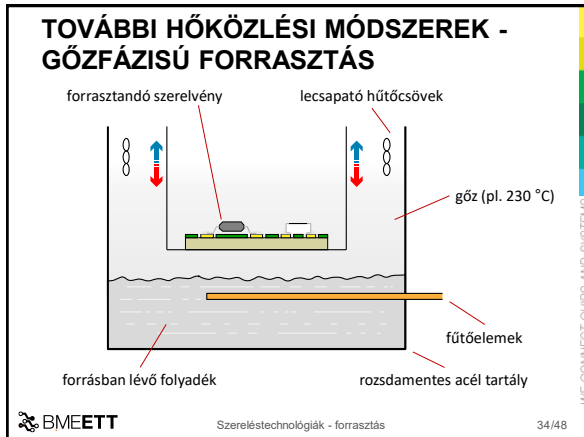 TOVÁBBI HŐKÖZLÉSI MÓDSZEREK -
GŐZFÁZISÚ FORRASZTÁS
forrasztandó szerelvény
lecsapató hűtőcsövek
gőz (pl. 230 °C)
fűtőelemek
forrásban lévő folyadék
rozsdamentes acél tartály
BMEETT
Szereléstechnológiák - forrasztás
34/48